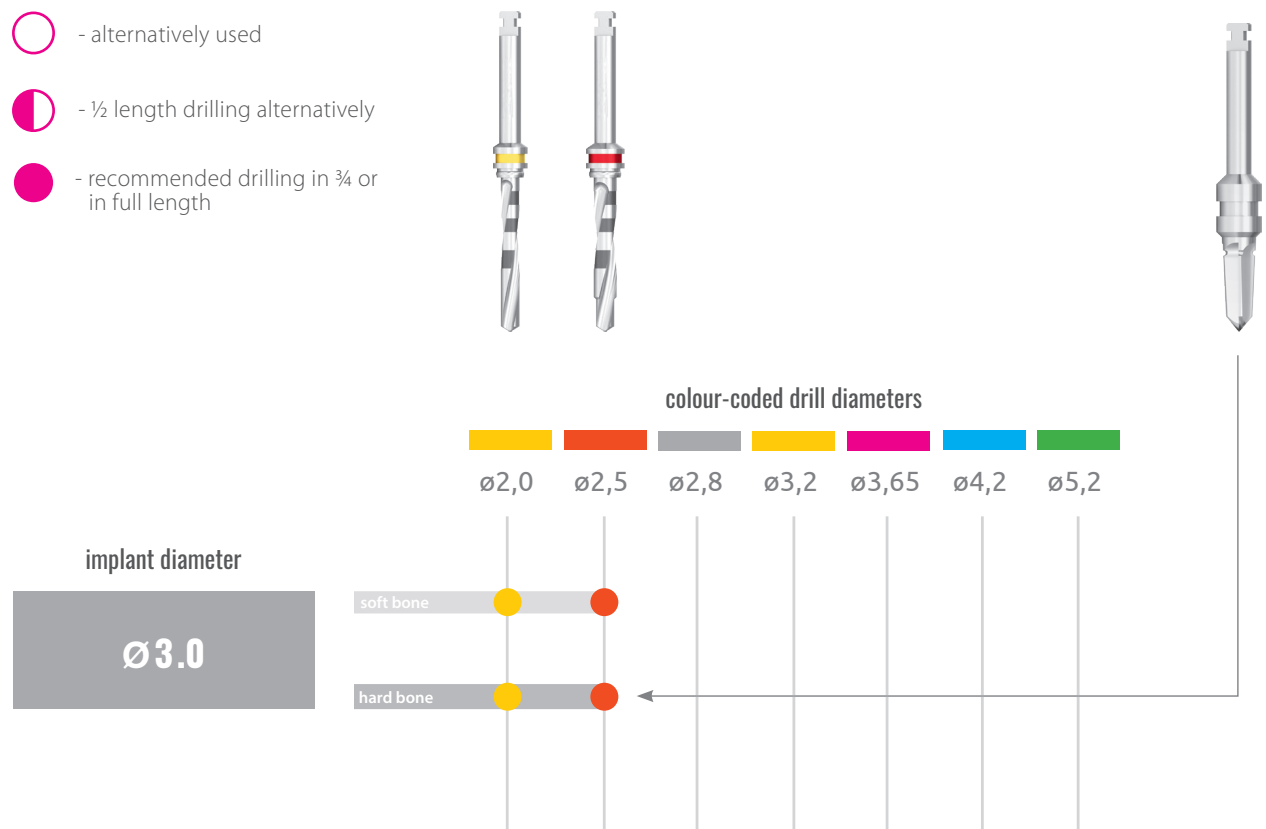 - alternatively used
- ½ length drilling alternatively
- recommended drilling in ¾ or
in full length
colour-coded drill diameters
ø2,0 ø2,5 ø2,8 ø3,2 ø3,65 ø4,2 ø5,2
implant diameter
soft bone
Ø3.0
hard bone